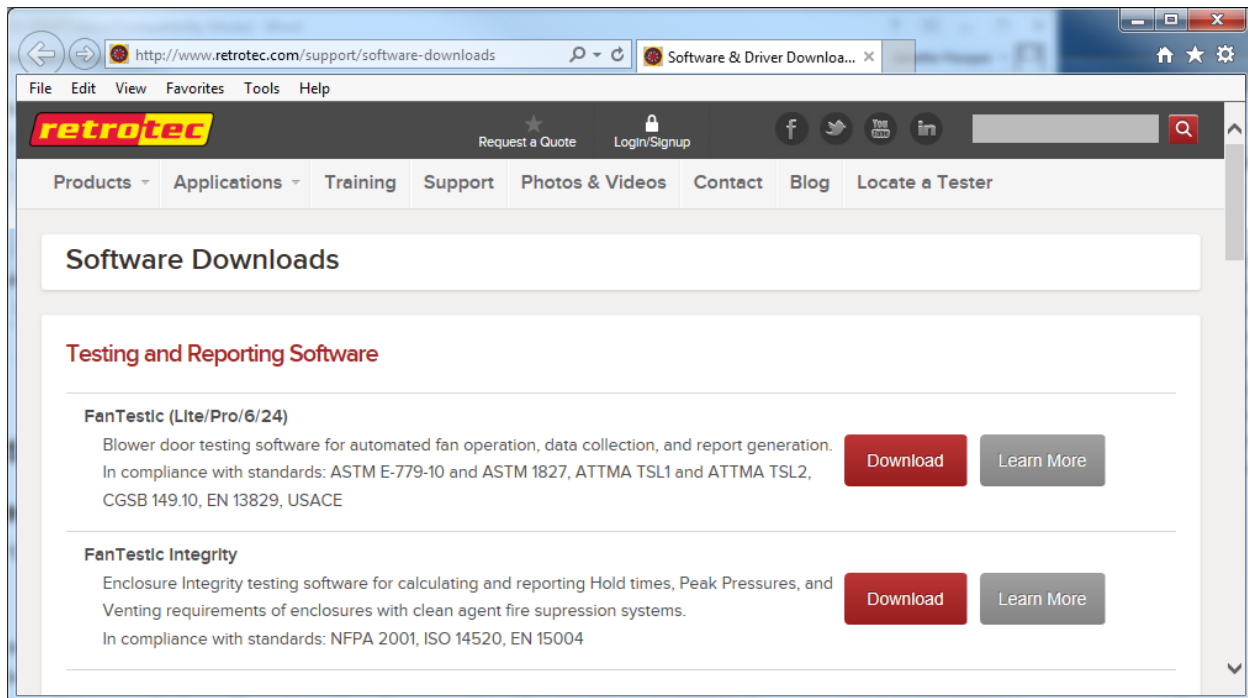 http://www.retrotec.com/support/software-downloads
Software & Driver Downloa...
File Edit View Favorites Tools Help
retrotec
Request a Quote
Login/Signup
You Tube
Products Applications Training Support Photos & Videos Contact Blog Locate a Tester
Software Downloads
Testing and Reporting Software
FanTestic (Lite/Pro/6/24)
Blower door testing software for automated fan operation, data collection, and report generation.
In compliance with standards: ASTM E-779-10 and ASTM 1827, ATTMA TSL1 and ATTMA TSL2,
CGSB 149.10, EN 13829, USACE
Download
Learn More
FanTestic Integrity
Enclosure Integrity testing software for calculating and reporting Hold times, Peak Pressures, and
Venting requirements of enclosures with clean agent fire supression systems.
In compliance with standards: NFPA 2001, ISO 14520, EN 15004
Download
Learn More